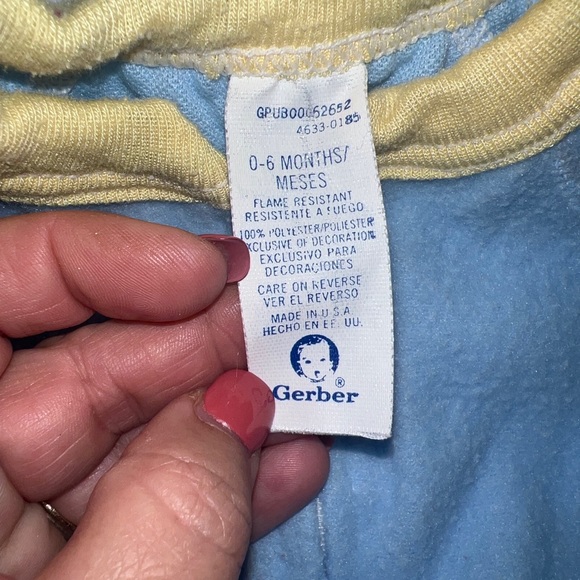 GPUB00062652
4633-0185
0-6 MONTHS/
MESES
FLAME RESISTANT
RESISTENTE A FUEGO
100% POLYESTER/POLIESTER
EXCLUSIVE OF DECORATION
EXCLUSIVO PARA
DECORACIONES
CARE ON REVERSE
VER EL REVERSO
MADE IN U.S.A
HECHO EN EE. UU.
Gerber®